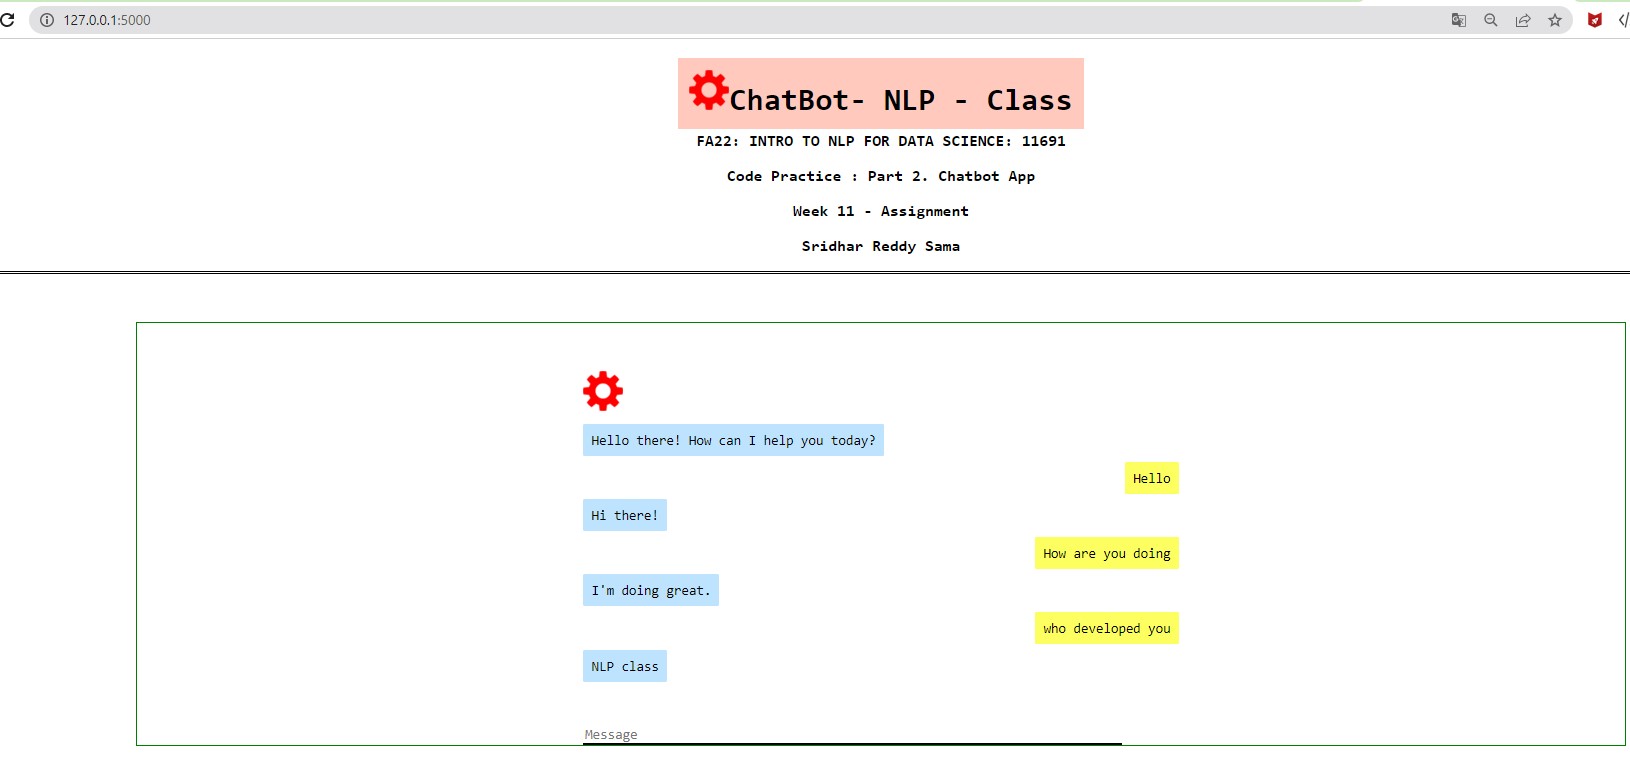 127.0.0.1:5000
ChatBot- NLP - Class
FA22: INTRO TO NLP FOR DATA SCIENCE: 11691
Code Practice : Part 2. Chatbot App
Week 11 - Assignment
Sridhar Reddy Sama
Hello there! How can I help you today?
Hello
Hi there!
How are you doing
I'm doing great.
who developed you
NLP class
Message